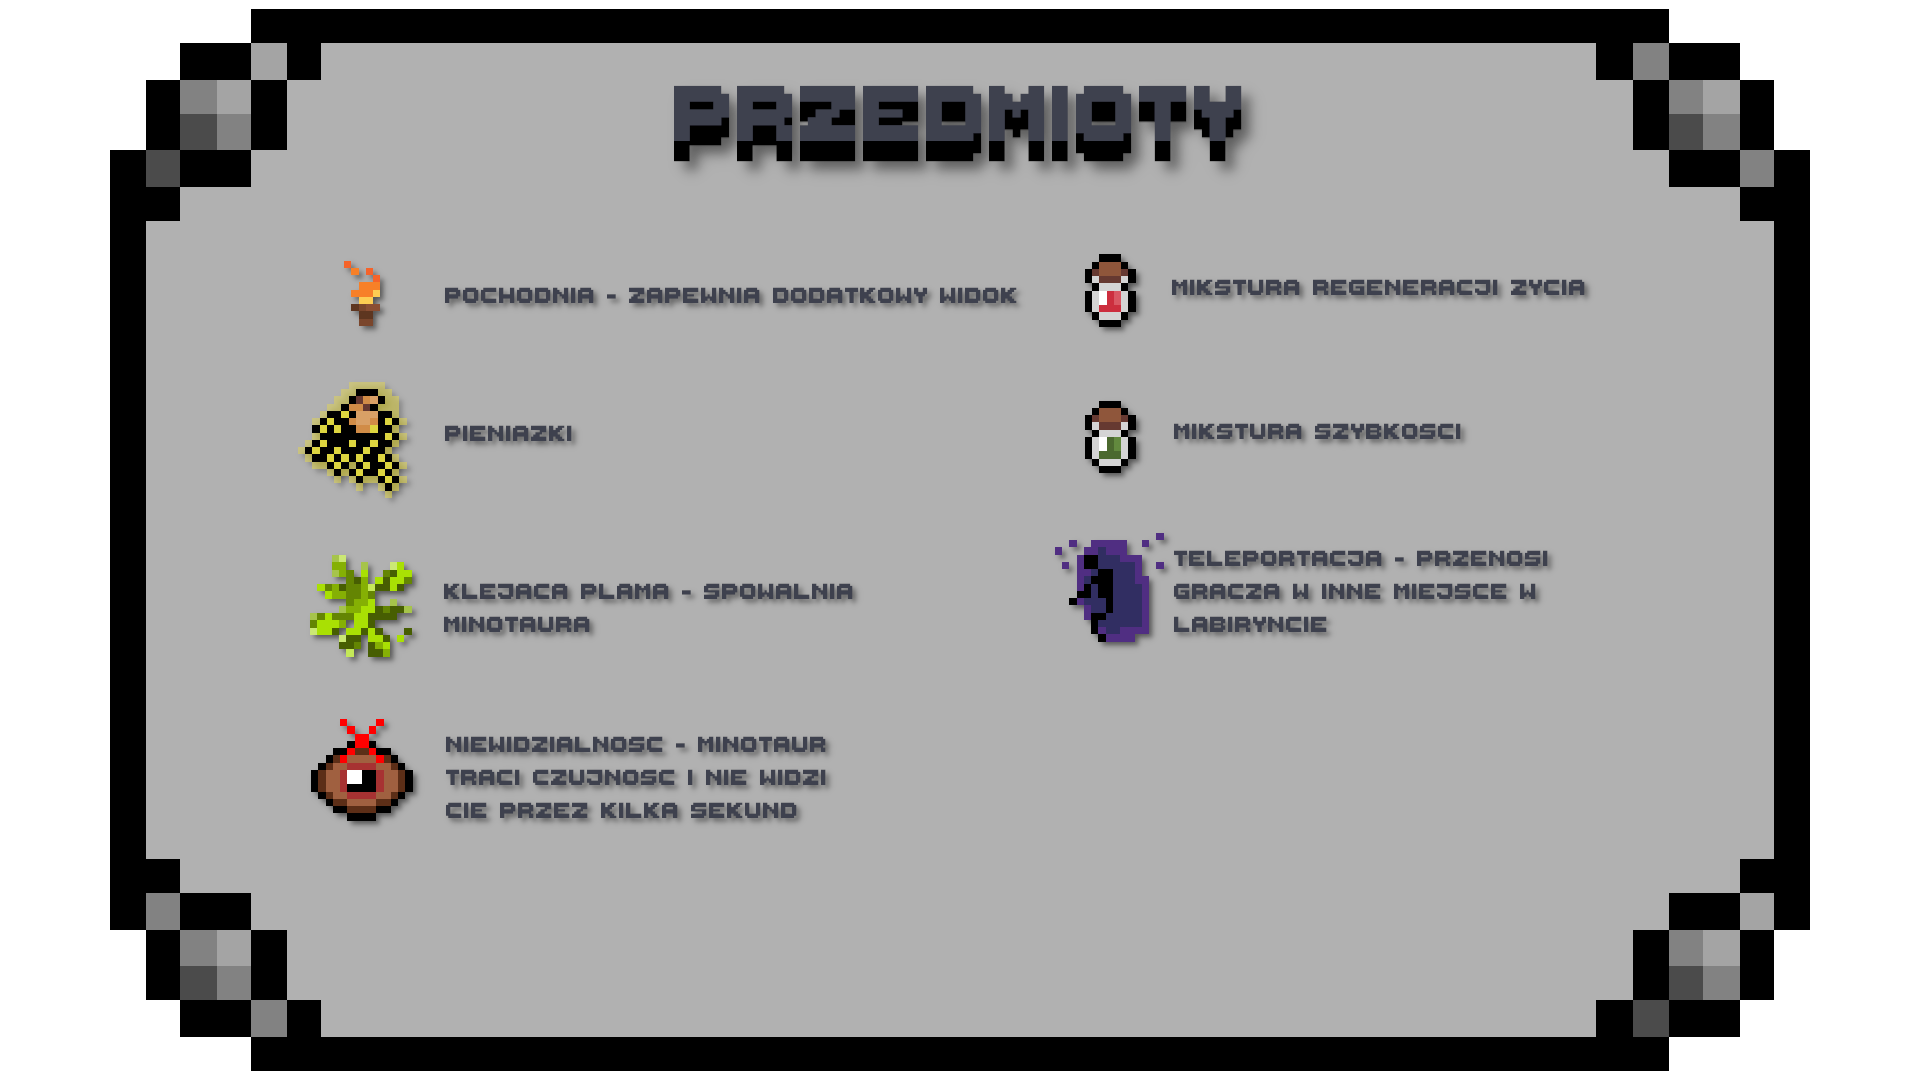 PRZEDMIOTY
POCHODNIA - ZAPEWNIA DODATKOWY WIDOK
PIENIAZKI
KLEJACA PLAMA - SPOWALNIA
MINOTAURA
NIEWIDZIALNOSC - MINOTAUR
TRACI CZUJNOSC I NIE WIDZI
CIE PRZEZ KILKA SEKUND
MIKSTURA REGENERACJI ZYCIA
MIKSTURA SZYBKOSCI
TELEPORTACJA - PRZENOSI
GRACZA W INNE MIEJSCE W
LABIRYNCIE